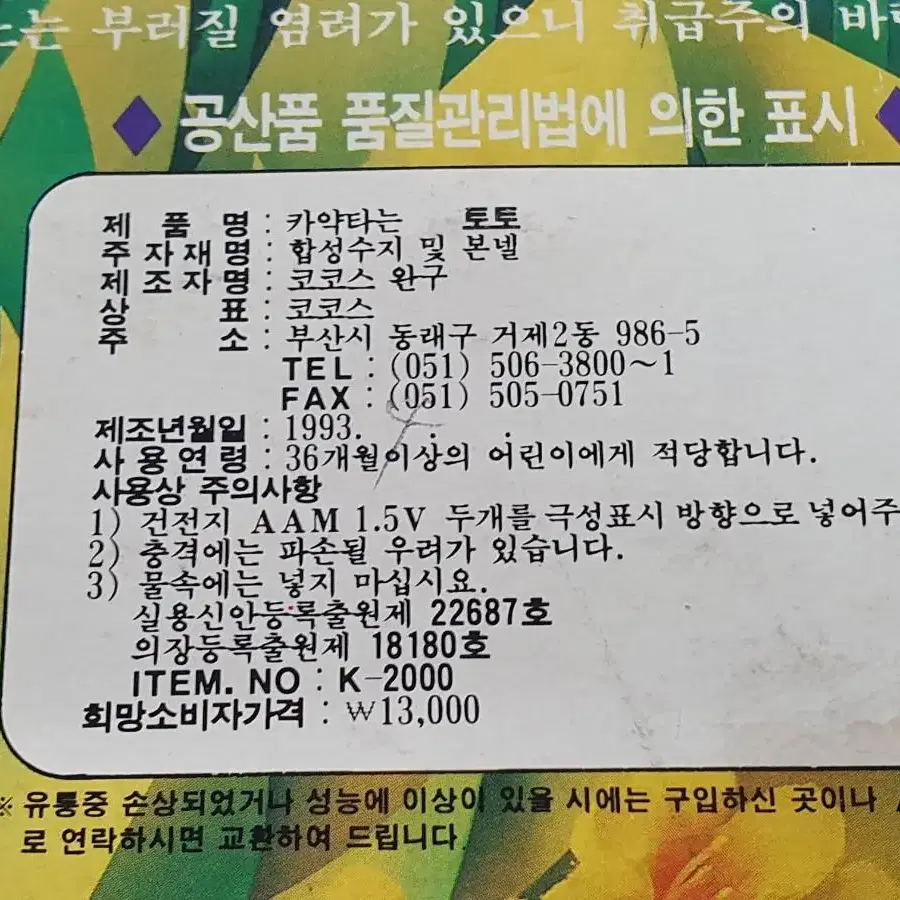 는 부러질 염려가 있으니 취급주의 바
◆ 공산품 품질관리법에 의한 표시 ◆
제 품 명 : 카약타는 토토
주 자 재 명 : 합성수지 및 본넬
제 조 자 명 : 코코스 완구
상 표 : 코코스
주 소 : 부산시 동래구 거제2동 986-5
TEL : (051) 506-3800~1
FAX : (051) 505-0751
제조년월일 : 1993. . .
사 용 연 령 : 36개월이상의 어린이에게 적당합니다.
사용상 주의사항
1) 건전지 AAM 1.5V 두개를 극성표시 방향으로 넣어주
2) 충격에는 파손될 우려가 있습니다.
3) 물속에는 넣지 마십시요.
실용신안등록출원제 22687호
의장등록출원제 18180호
ITEM. NO : K-2000
희망소비자가격 : ₩13,000
※ 유통중 손상되었거나 성능에 이상이 있을 시에는 구입하신 곳이나
로 연락하시면 교환하여 드립니다.